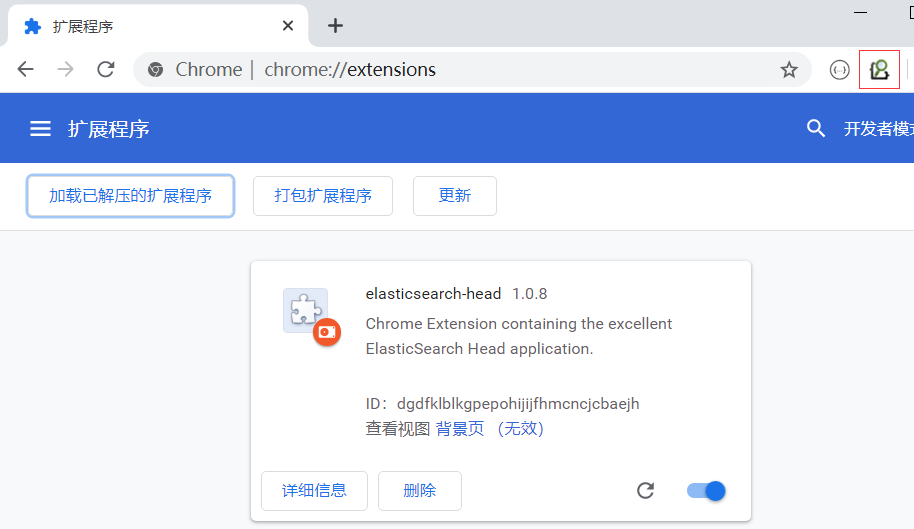 扩展程序
Chrome | chrome://extensions
扩展程序 开发者模式
加载已解压的扩展程序 打包扩展程序 更新
elasticsearch-head 1.0.8
Chrome Extension containing the excellent
ElasticSearch Head application.
ID：dgdfklblkgpepohijijfhmcncjcbaejh
查看视图 背景页 （无效）
详细信息 删除